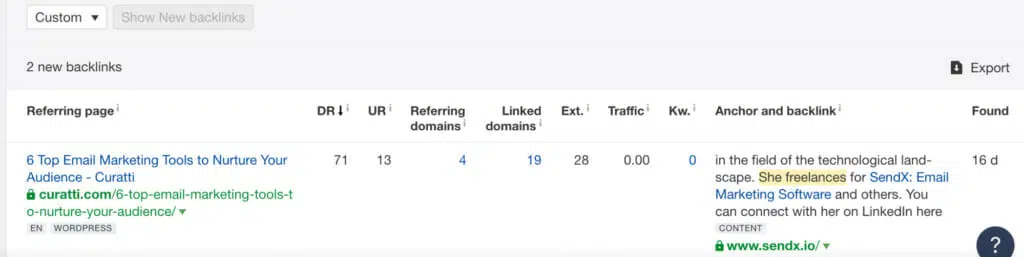 Custom ▼ Show New backlinks
2 new backlinks Export
Referring page i DR ↓ i UR i Referring domains i Linked domains i Ext. i Traffic i Kw. i Anchor and backlink i Found
6 Top Email Marketing Tools to Nurture Your
Audience - Curatti
curatti.com/6-top-email-marketing-tools-t
o-nurture-your-audience/ ▼
EN WORDPRESS
71 13 4 19 28 0.00 0
in the field of the technological land-
scape. She freelances for SendX: Email
Marketing Software and others. You
can connect with her on LinkedIn here
CONTENT
www.sendx.io/ ▼
16 d
?